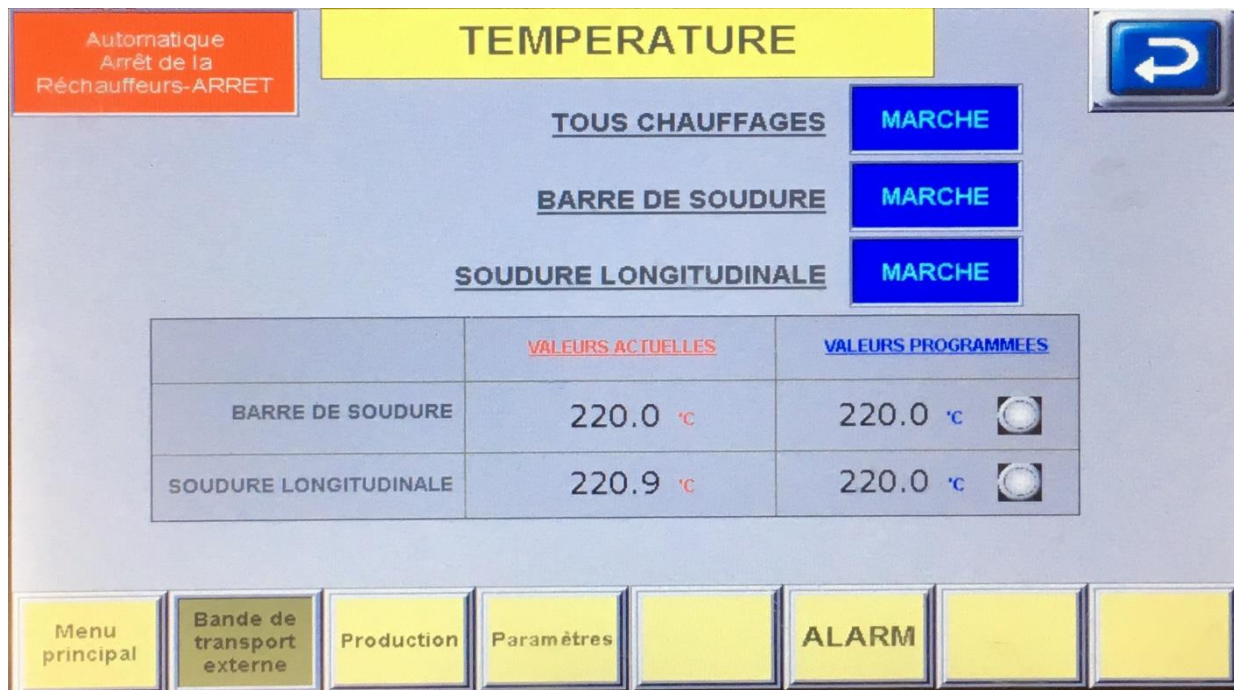 Automatique
Arrêt de la
Réchauffeurs-ARRET
TEMPERATURE
TOUS CHAUFFAGES MARCHE
BARRE DE SOUDURE MARCHE
SOUDURE LONGITUDINALE MARCHE
VALEURS ACTUELLES VALEURS PROGRAMMEES
BARRE DE SOUDURE 220.0 °C 220.0 °C
SOUDURE LONGITUDINALE 220.9 °C 220.0 °C
Menu
principal
Bande de
transport
externe
Production
Paramètres
ALARM